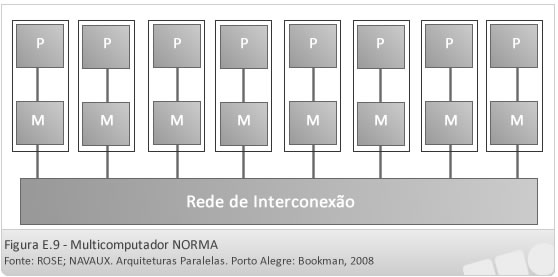 P P P P P P P P
M M M M M M M M
Rede de Interconexão
Figura E.9 - Multicomputador NORMA
Fonte: ROSE; NAVAUX. Arquiteturas Paralelas. Porto Alegre: Bookman, 2008